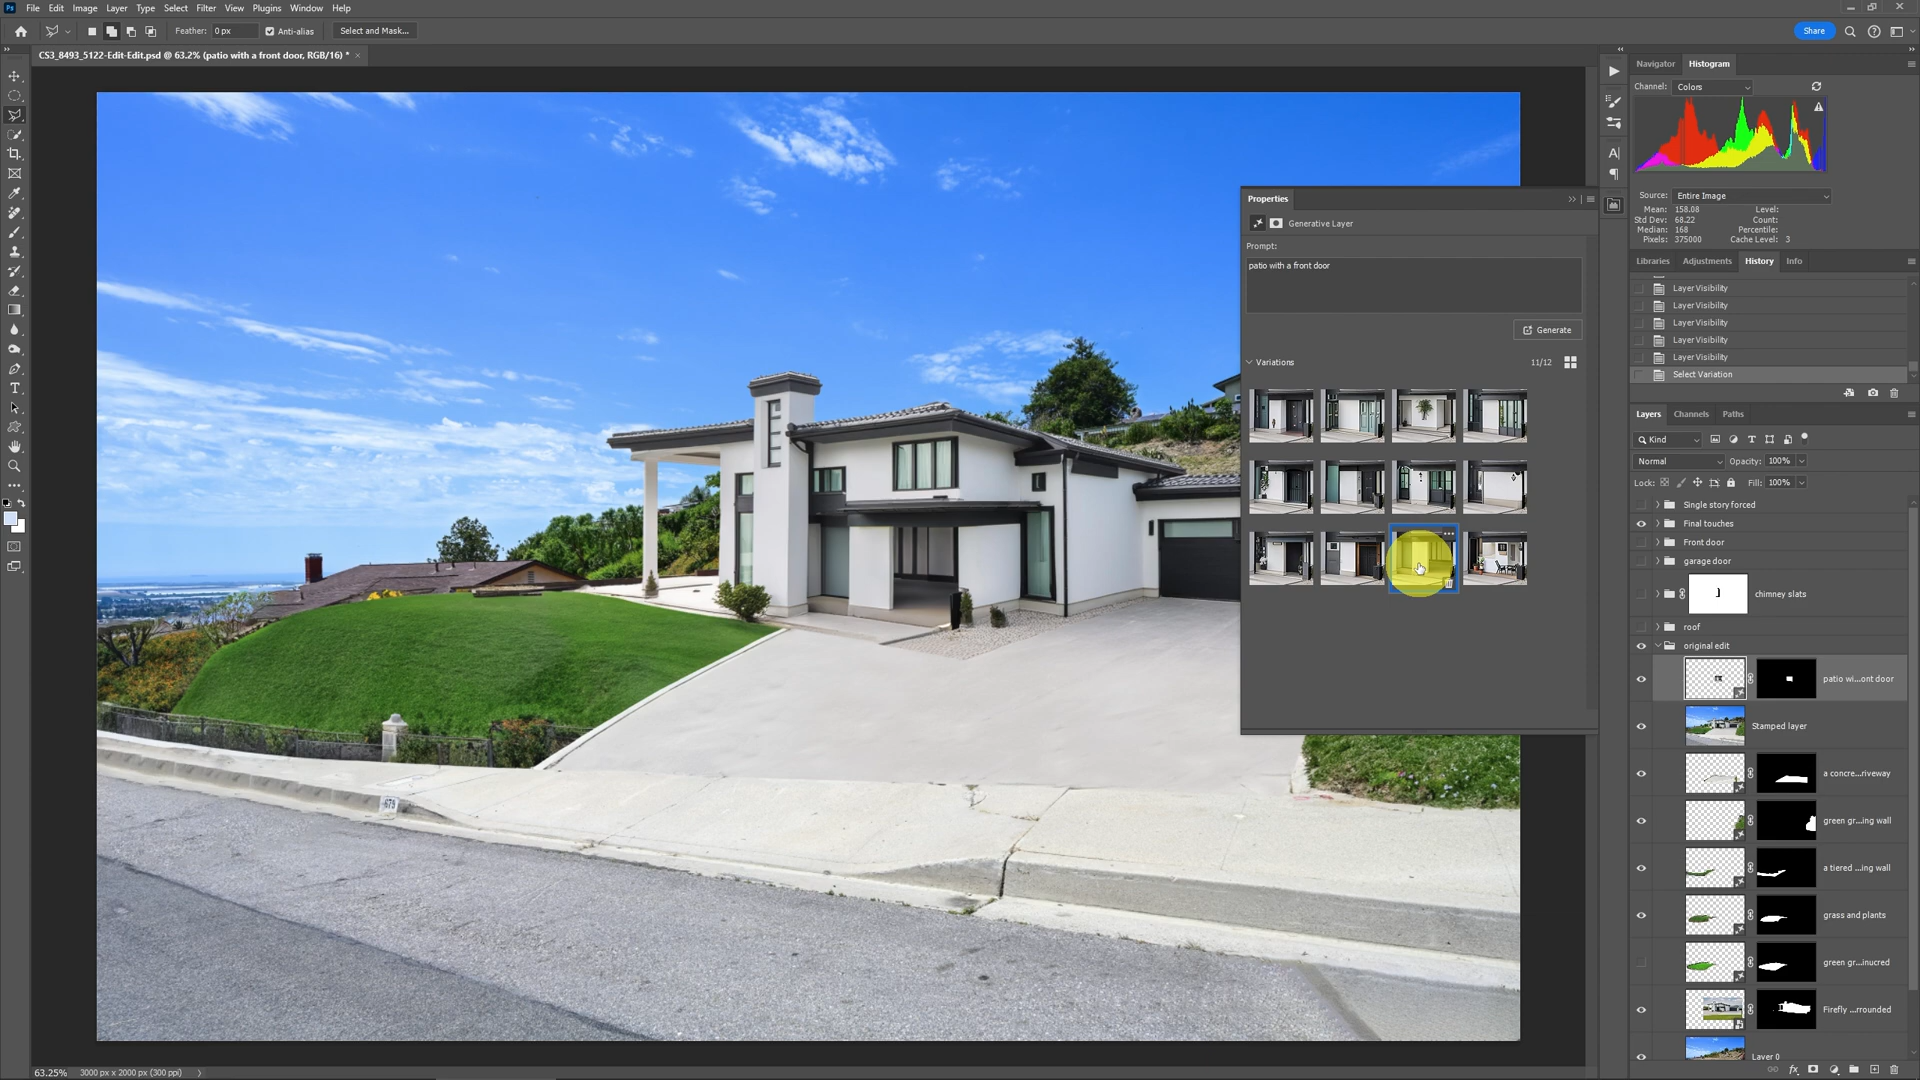 Ps File Edit Image Layer Type Select Filter View Plugins Window Help
Feather: 0 px Anti-alias Select and Mask... Share
CS3_8493_5122-Edit-Edit.psd @ 63.2% (patio with a front door, RGB/16) * ×
Navigator Histogram
Channel: Colors
Source: Entire Image
Mean: 158.08 Level:
Std Dev: 68.22 Count:
Median: 168 Percentile:
Pixels: 375000 Cache Level: 3
Libraries Adjustments History Info
Layer Visibility
Layer Visibility
Layer Visibility
Layer Visibility
Layer Visibility
Select Variation
Properties
Generative Layer
Prompt:
patio with a front door
Generate
Variations 11/12
Layers Channels Paths
Kind
Normal Opacity: 100%
Lock: Fill: 100%
Single story forced
Final touches
Front door
garage door
chimney slats
roof
original edit
patio wi...ont door
Stamped layer
a concre...riveway
green gr...ing wall
a tiered ...ing wall
grass and plants
green gr...inucred
Firefly ...rrounded
Layer 0
679
63.25% 3000 px x 2000 px (300 ppi)